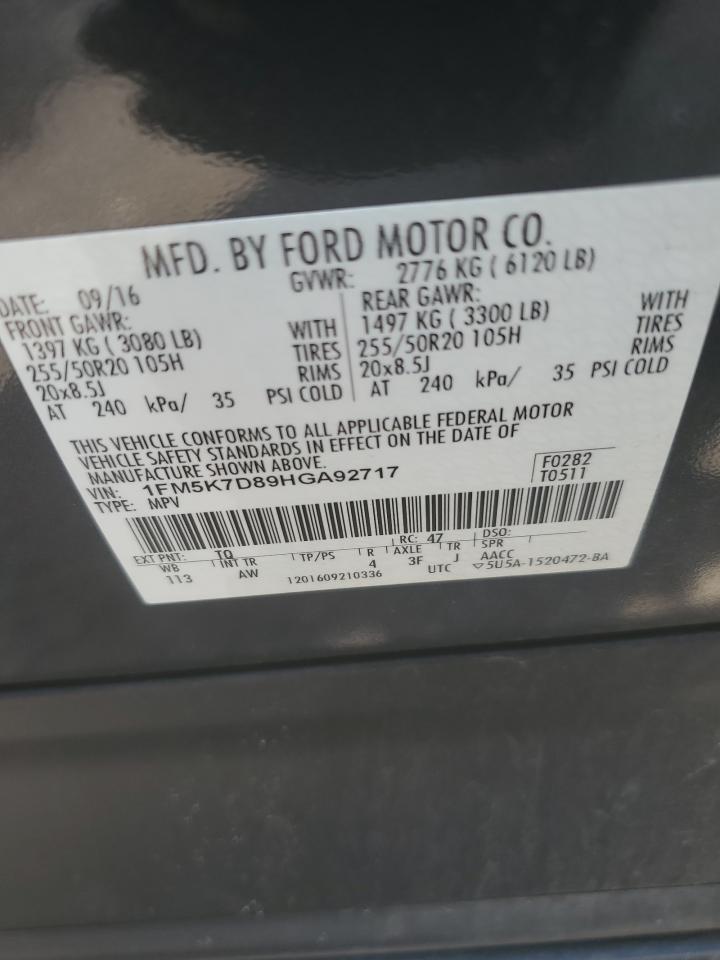 MFD. BY FORD MOTOR CO.
DATE: 09/16 GVWR: 2776 KG ( 6120 LB)
FRONT GAWR: REAR GAWR:
1397 KG ( 3080 LB) WITH 1497 KG ( 3300 LB) WITH
255/50R20 105H TIRES 255/50R20 105H TIRES
20x8.5J RIMS 20x8.5J RIMS
AT 240 kPa/ 35 PSI COLD AT 240 kPa/ 35 PSI COLD
THIS VEHICLE CONFORMS TO ALL APPLICABLE FEDERAL MOTOR
VEHICLE SAFETY STANDARDS IN EFFECT ON THE DATE OF
MANUFACTURE SHOWN ABOVE.
VIN: 1FM5K7D89HGA92717 F0282
TYPE: MPV T0511
EXT PNT: TQ RC: 47 DSO:
WB INT TR TP/PS R AXLE TR SPR
113 AW 4 3F J AACC
1201609210336 UTC ▽5U5A-1520472-BA